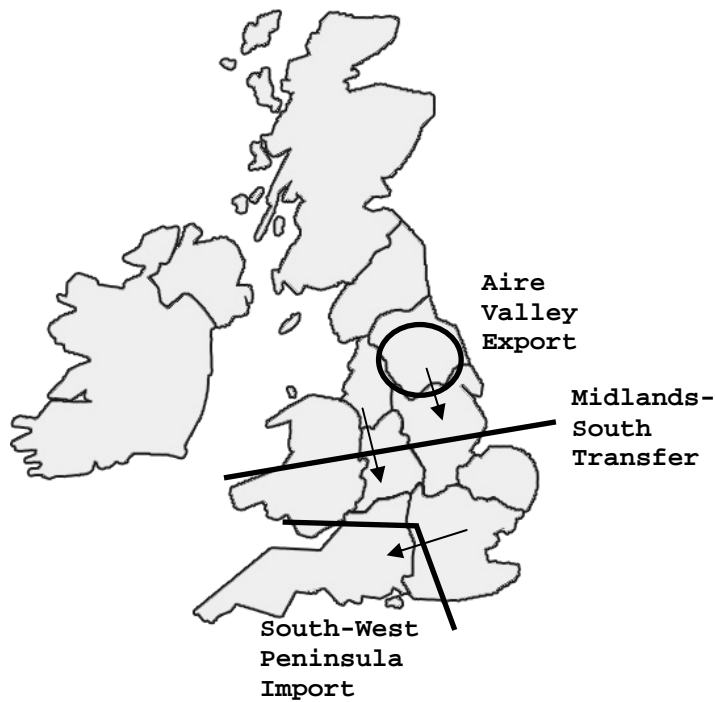 Aire
Valley
Export
Midlands-
South
Transfer
South-West
Peninsula
Import